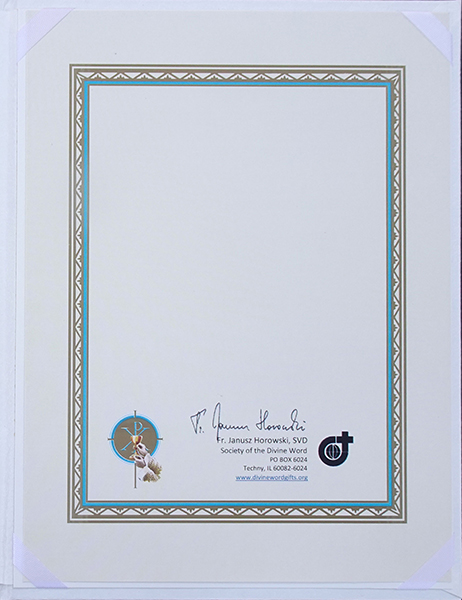 Fr. Janusz Horowski
Fr. Janusz Horowski, SVD
Society of the Divine Word
PO BOX 6024
Techny, IL 60082-6024
www.divinewordgifts.org